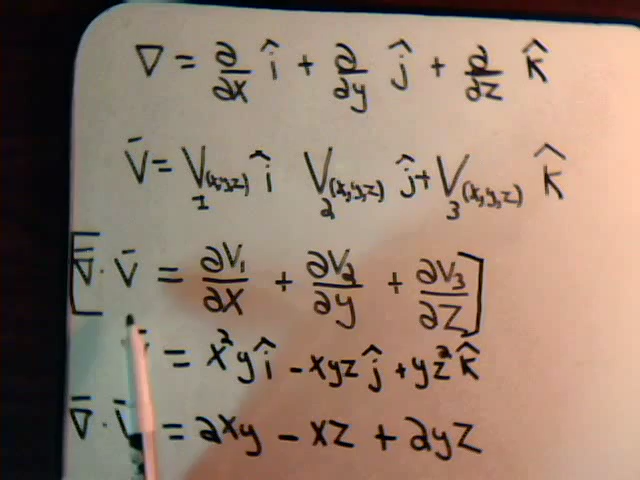 ∇ = ∂/∂x î + ∂/∂y ĵ + ∂/∂z k̂
V̄ = V₁(x,y,z) î V₂(x,y,z) ĵ + V₃(x,y,z) k̂
[∇̄ · V̄ = ∂V₁/∂x + ∂V₂/∂y + ∂V₃/∂z]
= x²y î - xyz ĵ + yz² k̂
∇̄ · V̄ = 2xy - xz + 2yz